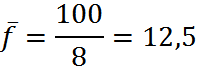 f̄ = 100/8 = 12,5